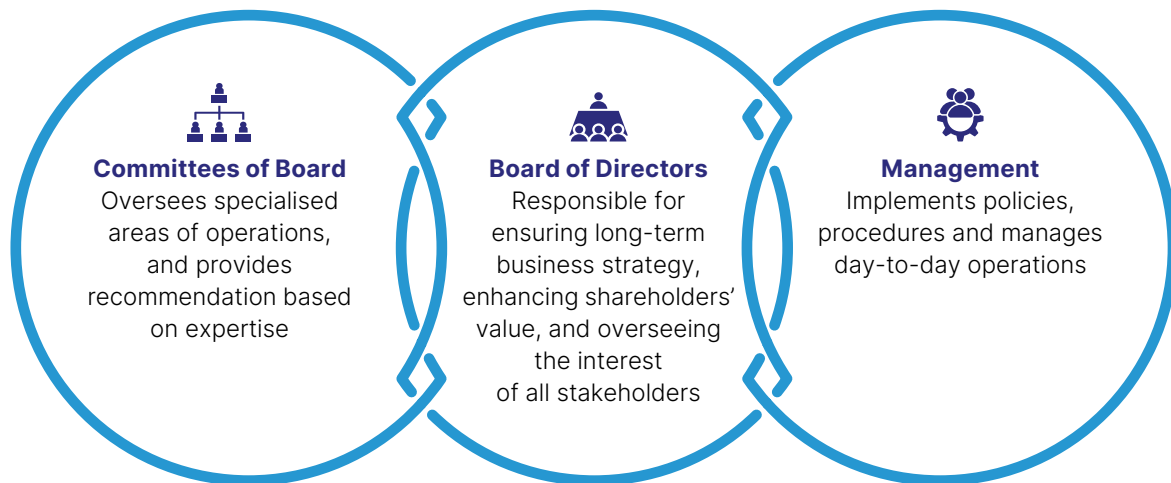 Committees of Board
Oversees specialised
areas of operations,
and provides
recommendation based
on expertise
Board of Directors
Responsible for
ensuring long-term
business strategy,
enhancing shareholders’
value, and overseeing
the interest
of all stakeholders
Management
Implements policies,
procedures and manages
day-to-day operations